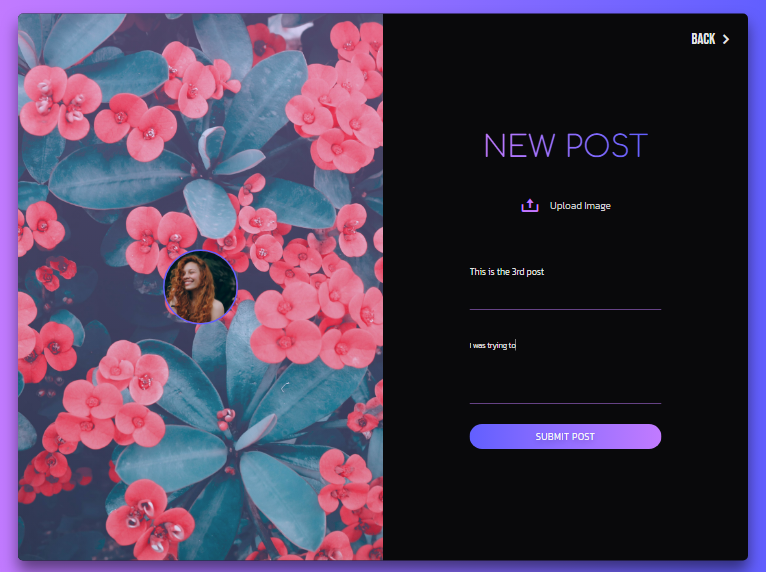 BACK
NEW POST
Upload Image
This is the 3rd post
I was trying to
SUBMIT POST